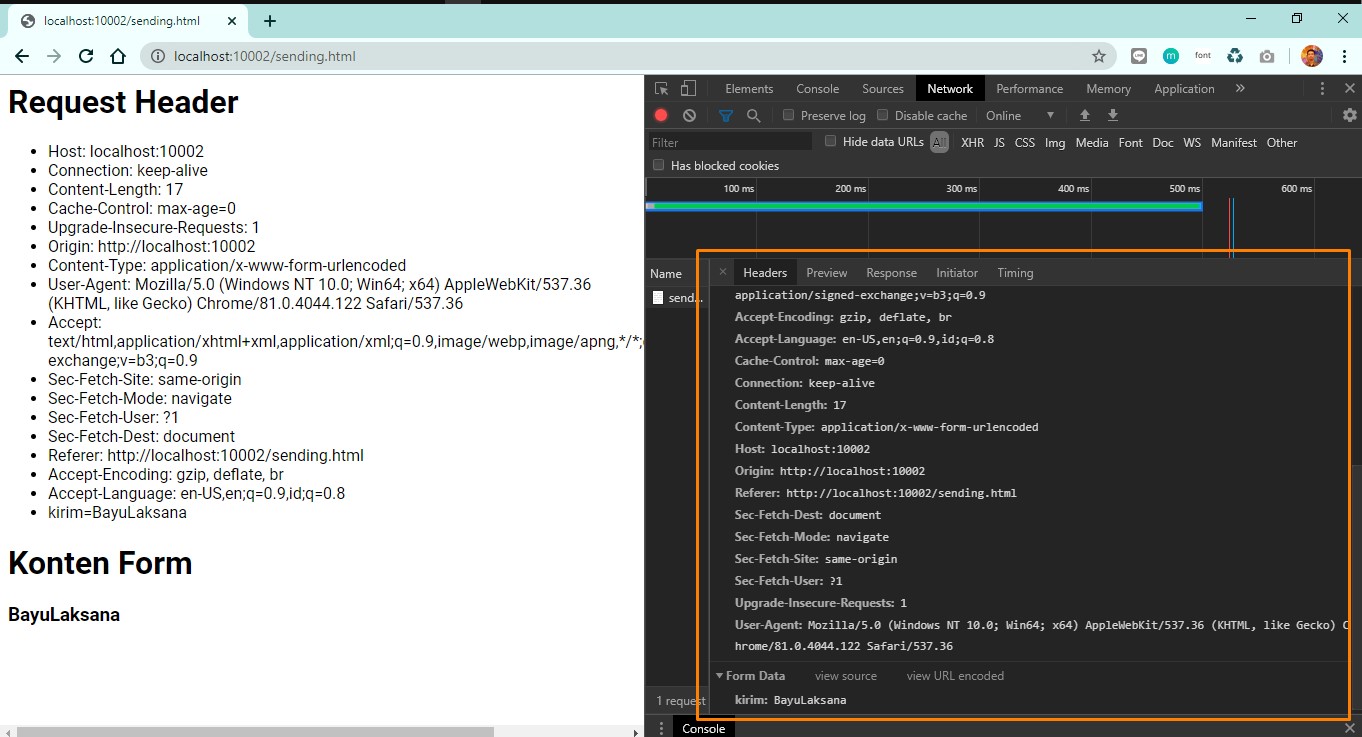 localhost:10002/sending.html
localhost:10002/sending.html
font
Request Header
Host: localhost:10002
Connection: keep-alive
Content-Length: 17
Cache-Control: max-age=0
Upgrade-Insecure-Requests: 1
Origin: http://localhost:10002
Content-Type: application/x-www-form-urlencoded
User-Agent: Mozilla/5.0 (Windows NT 10.0; Win64; x64) AppleWebKit/537.36
(KHTML, like Gecko) Chrome/81.0.4044.122 Safari/537.36
Accept:
text/html,application/xhtml+xml,application/xml;q=0.9,image/webp,image/apng,*/*;
exchange;v=b3;q=0.9
Sec-Fetch-Site: same-origin
Sec-Fetch-Mode: navigate
Sec-Fetch-User: ?1
Sec-Fetch-Dest: document
Referer: http://localhost:10002/sending.html
Accept-Encoding: gzip, deflate, br
Accept-Language: en-US,en;q=0.9,id;q=0.8
kirim=BayuLaksana
Konten Form
BayuLaksana
Elements Console Sources Network Performance Memory Application
Preserve log Disable cache Online
Filter Hide data URLs All XHR JS CSS Img Media Font Doc WS Manifest Other
Has blocked cookies
100 ms 200 ms 300 ms 400 ms 500 ms 600 ms
Name
send...
1 request
Headers Preview Response Initiator Timing
application/signed-exchange;v=b3;q=0.9
Accept-Encoding: gzip, deflate, br
Accept-Language: en-US,en;q=0.9,id;q=0.8
Cache-Control: max-age=0
Connection: keep-alive
Content-Length: 17
Content-Type: application/x-www-form-urlencoded
Host: localhost:10002
Origin: http://localhost:10002
Referer: http://localhost:10002/sending.html
Sec-Fetch-Dest: document
Sec-Fetch-Mode: navigate
Sec-Fetch-Site: same-origin
Sec-Fetch-User: ?1
Upgrade-Insecure-Requests: 1
User-Agent: Mozilla/5.0 (Windows NT 10.0; Win64; x64) AppleWebKit/537.36 (KHTML, like Gecko) C
hrome/81.0.4044.122 Safari/537.36
Form Data view source view URL encoded
kirim: BayuLaksana
Console